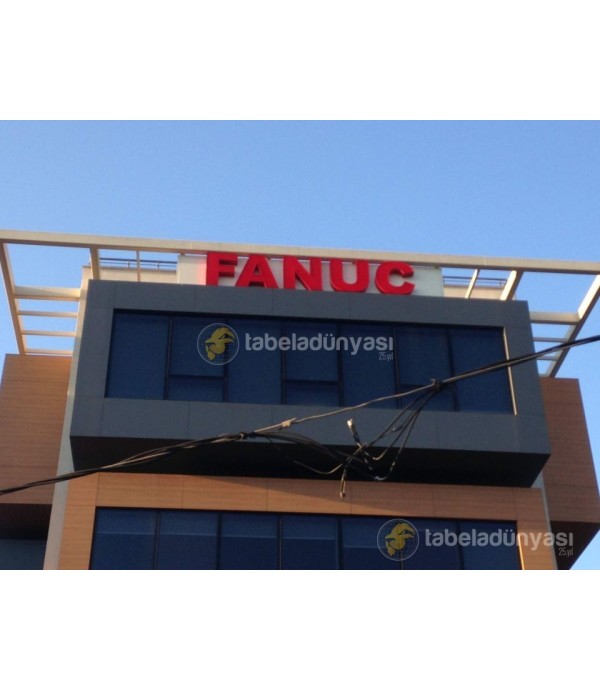 FANUC
tabeladünyası
25.yıl
tabeladünyası
25.yıl